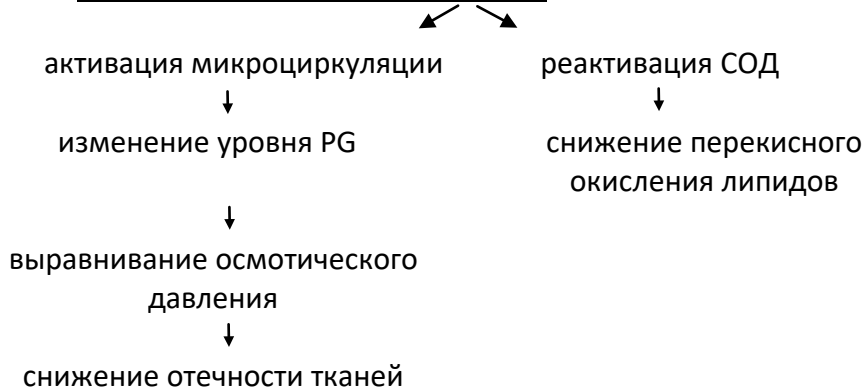 активация микроциркуляции
реактивация СОД
изменение уровня PG
снижение перекисного
окисления липидов
выравнивание осмотического
давления
снижение отечности тканей